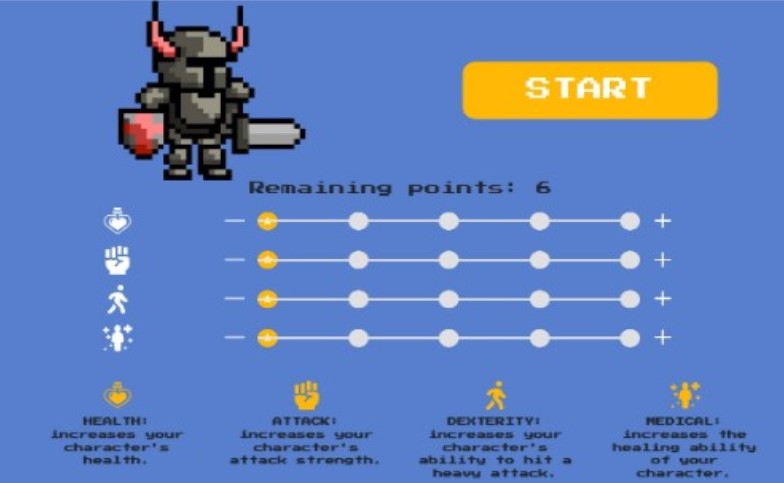 START
Remaining points: 6
HEALTH:
increases your
character's
health.
ATTACK:
increases your
character's
attack strength.
DEXTERITY:
increases your
character's
ability to hit a
heavy attack.
MEDICAL:
increases the
healing ability
of your
character.